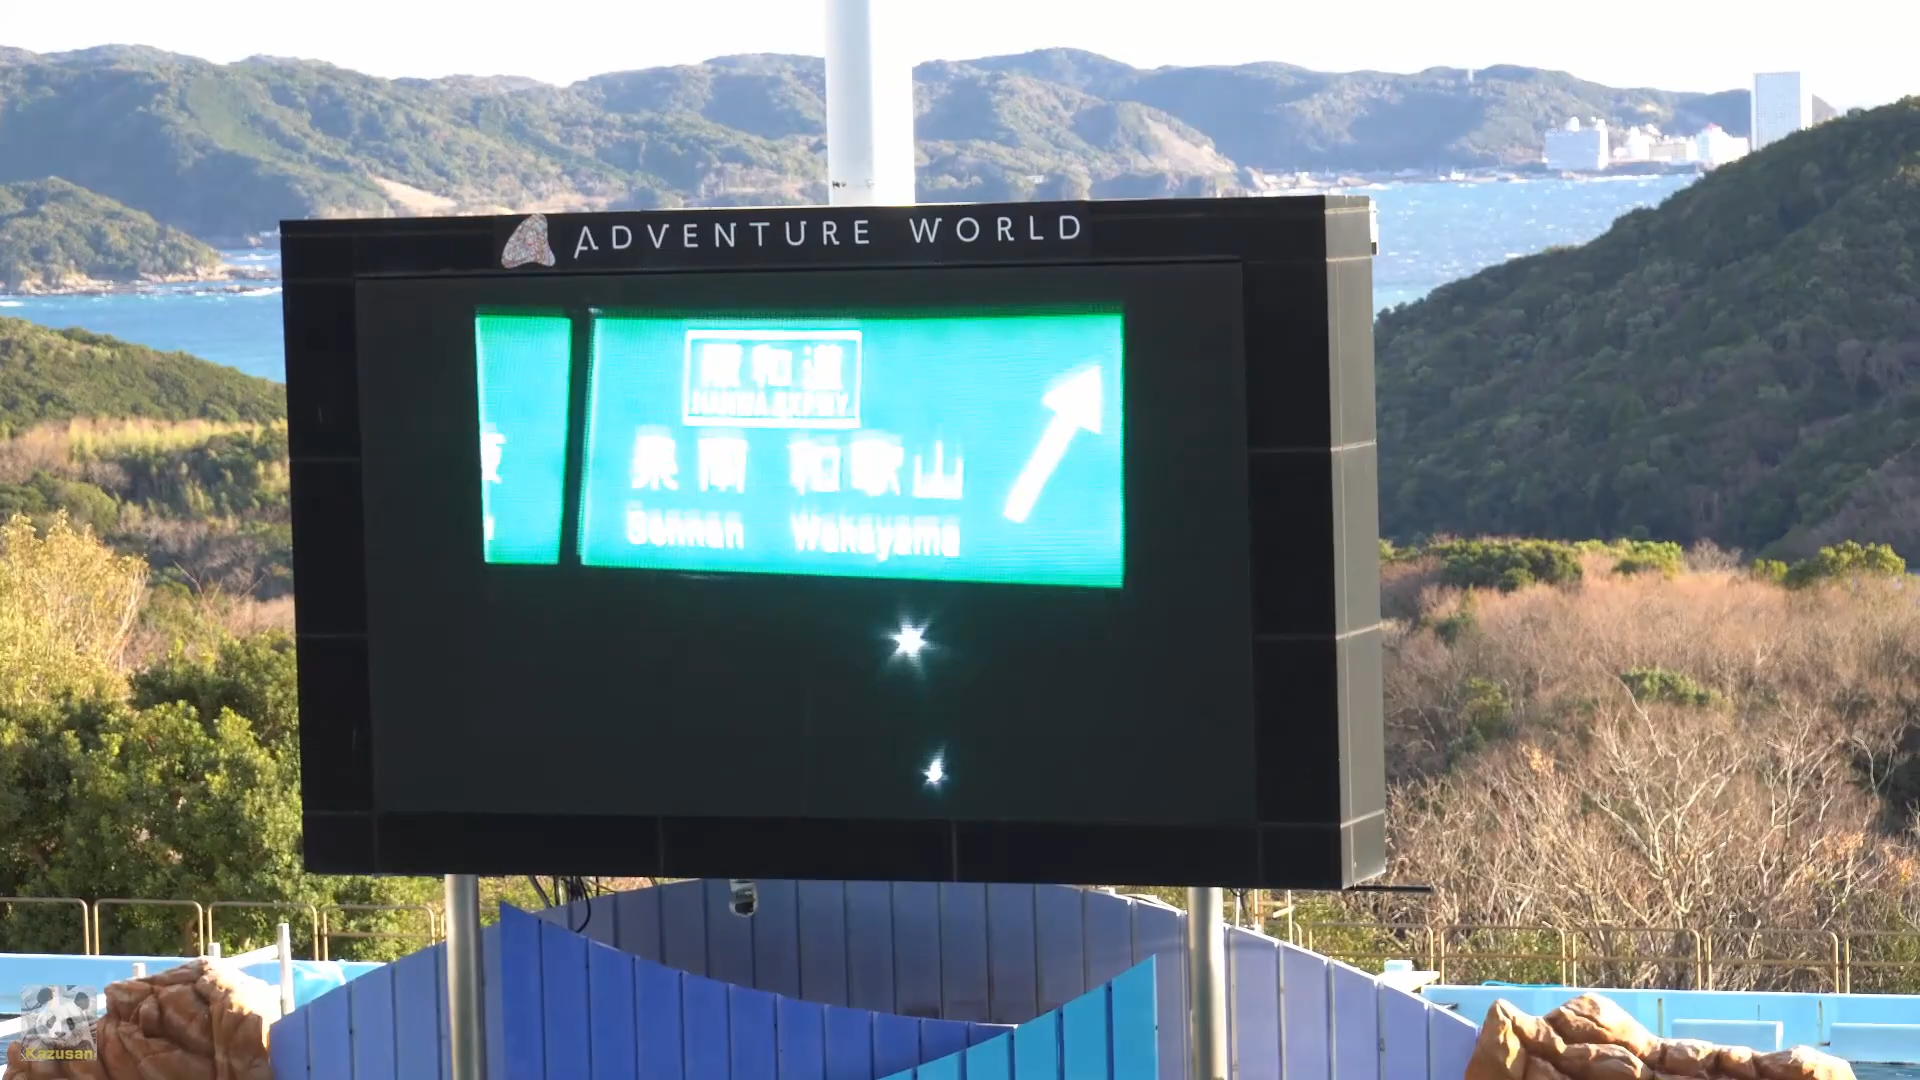 ADVENTURE WORLD
阪和道
HANWA EXPWY
泉南 和歌山
Sennan Wakayama
Kazusan